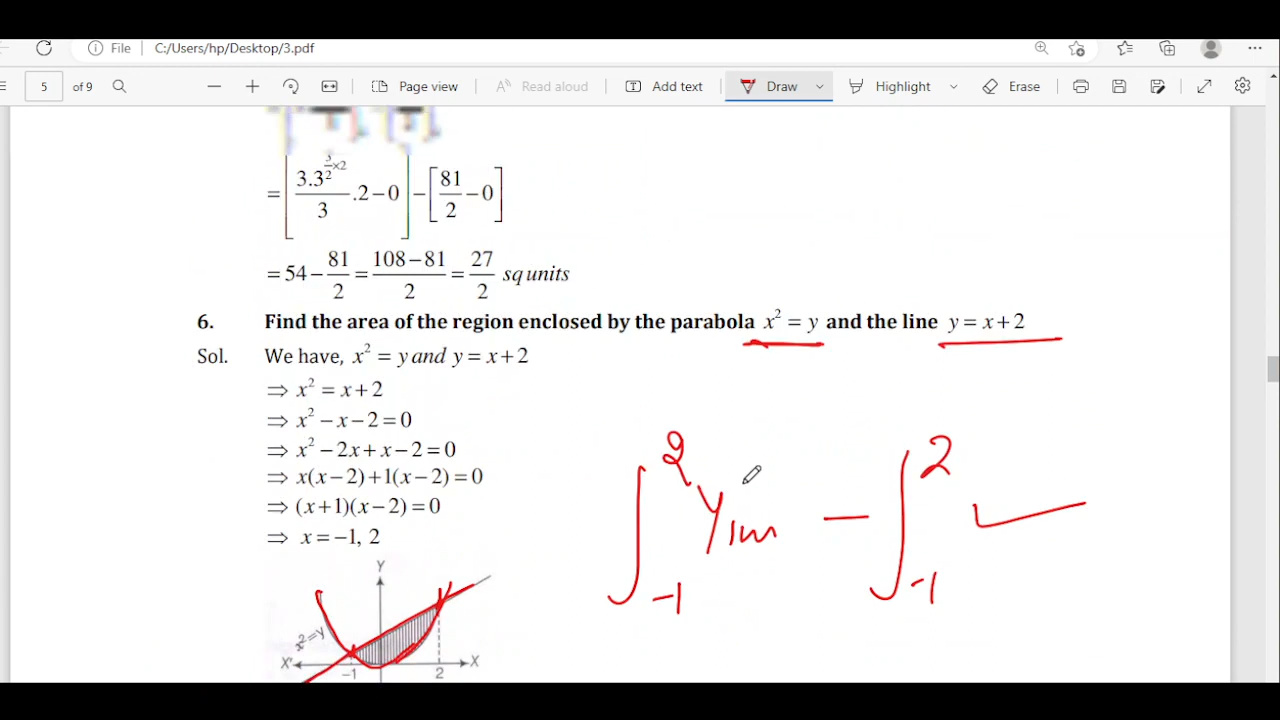 File C:/Users/hp/Desktop/3.pdf
5 of 9 Page view Read aloud Add text Draw Highlight Erase
= [3.3^{3/2 ×2}/3 .2 − 0] − [81/2 − 0]
= 54 − 81/2 = 108−81/2 = 27/2 sq units
6. Find the area of the region enclosed by the parabola x² = y and the line y = x + 2
Sol. We have, x² = y and y = x + 2
⇒ x² = x + 2
⇒ x² − x − 2 = 0
⇒ x² − 2x + x − 2 = 0
⇒ x(x − 2) + 1(x − 2) = 0
⇒ (x + 1)(x − 2) = 0
⇒ x = −1, 2
∫_{-1}^{2} y − ∫_{-1}^{2}
Y
x²=y
X' −1 2 X